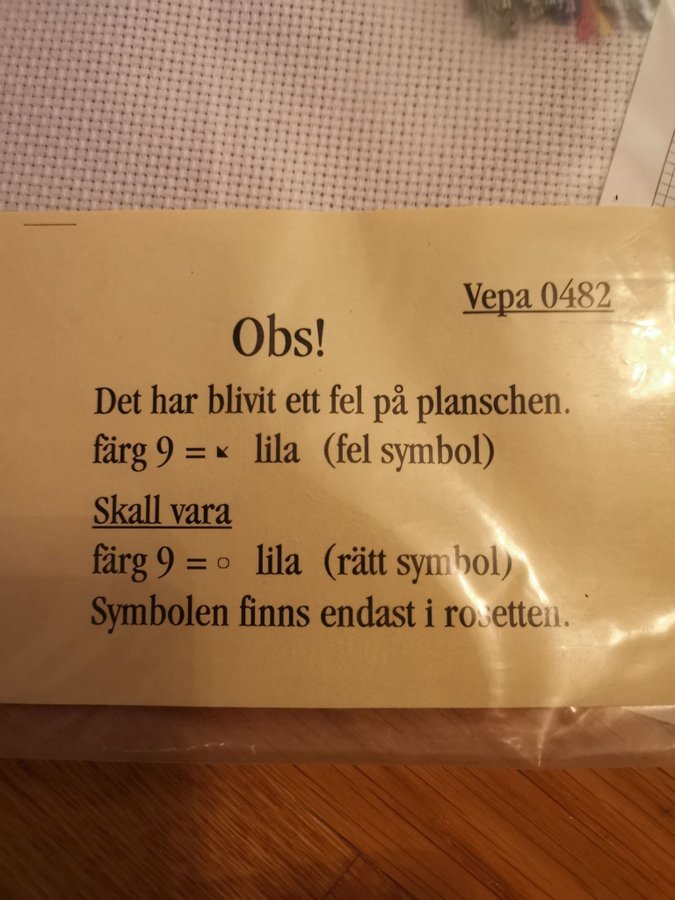 Vepa 0482
Obs!
Det har blivit ett fel på planschen.
färg 9 = ↖ lila (fel symbol)
Skall vara
färg 9 = ○ lila (rätt symbol)
Symbolen finns endast i rosetten.